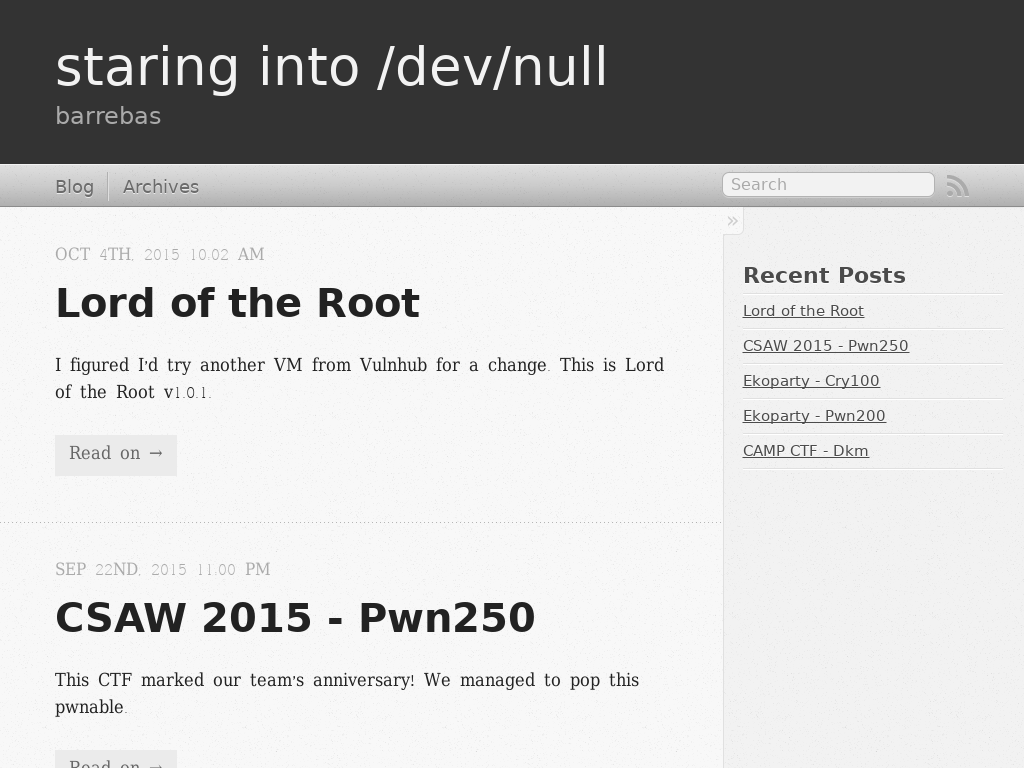 staring into /dev/null
barrebas
Blog
Archives
Search
»
OCT 4TH, 2015 10:02 AM
Lord of the Root
I figured I'd try another VM from Vulnhub for a change. This is Lord
of the Root v1.0.1.
Read on →
SEP 22ND, 2015 11:00 PM
CSAW 2015 - Pwn250
This CTF marked our team's anniversary! We managed to pop this
pwnable.
Read on →
Recent Posts
Lord of the Root
CSAW 2015 - Pwn250
Ekoparty - Cry100
Ekoparty - Pwn200
CAMP CTF - Dkm